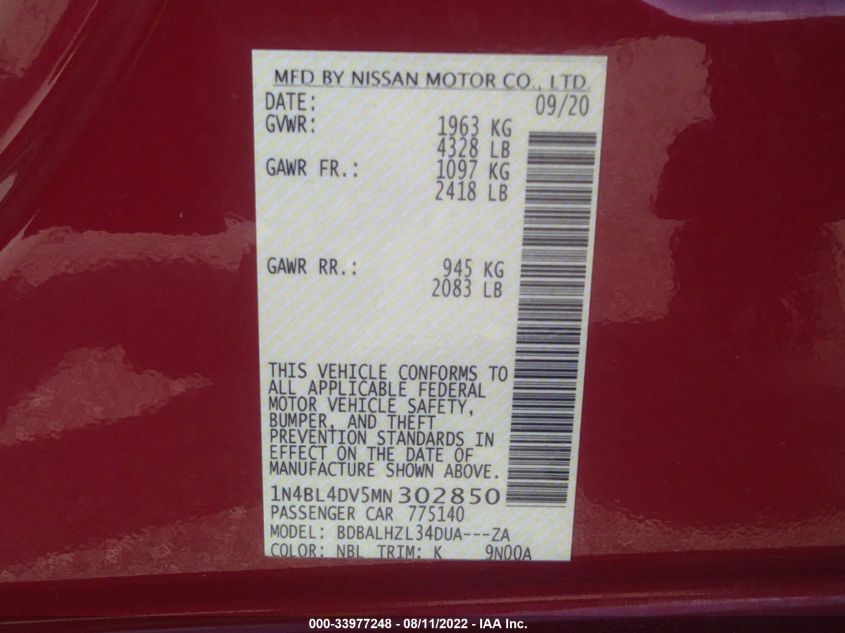 MFD BY NISSAN MOTOR CO., LTD.
DATE: 09/20
GVWR: 1963 KG
4328 LB
GAWR FR.: 1097 KG
2418 LB
GAWR RR.: 945 KG
2083 LB
THIS VEHICLE CONFORMS TO
ALL APPLICABLE FEDERAL
MOTOR VEHICLE SAFETY,
BUMPER, AND THEFT
PREVENTION STANDARDS IN
EFFECT ON THE DATE OF
MANUFACTURE SHOWN ABOVE.
1N4BL4DV5MN302850
PASSENGER CAR 775140
MODEL: BDBALHZL34DUA---ZA
COLOR: NBL TRIM: K 9N00A
000-33977248 - 08/11/2022 - IAA Inc.